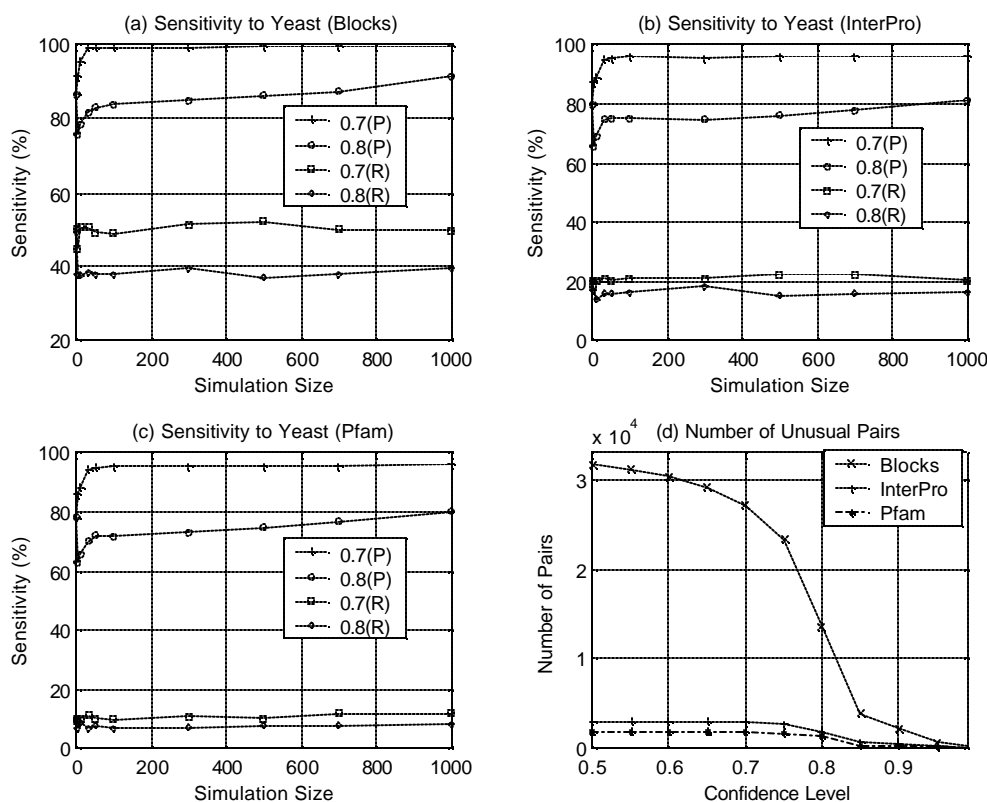 (a) Sensitivity to Yeast (Blocks)
100
80
60
40
20
Sensitivity (%)
0.7(P)
0.8(P)
0.7(R)
0.8(R)
0 200 400 600 800 1000
Simulation Size
(b) Sensitivity to Yeast (InterPro)
100
80
60
40
20
0
Sensitivity (%)
0.7(P)
0.8(P)
0.7(R)
0.8(R)
0 200 400 600 800 1000
Simulation Size
(c) Sensitivity to Yeast (Pfam)
100
80
60
40
20
0
Sensitivity (%)
0.7(P)
0.8(P)
0.7(R)
0.8(R)
0 200 400 600 800 1000
Simulation Size
x 10^4 (d) Number of Unusual Pairs
3
2
1
0
Number of Pairs
Blocks
InterPro
Pfam
0.5 0.6 0.7 0.8 0.9
Confidence Level